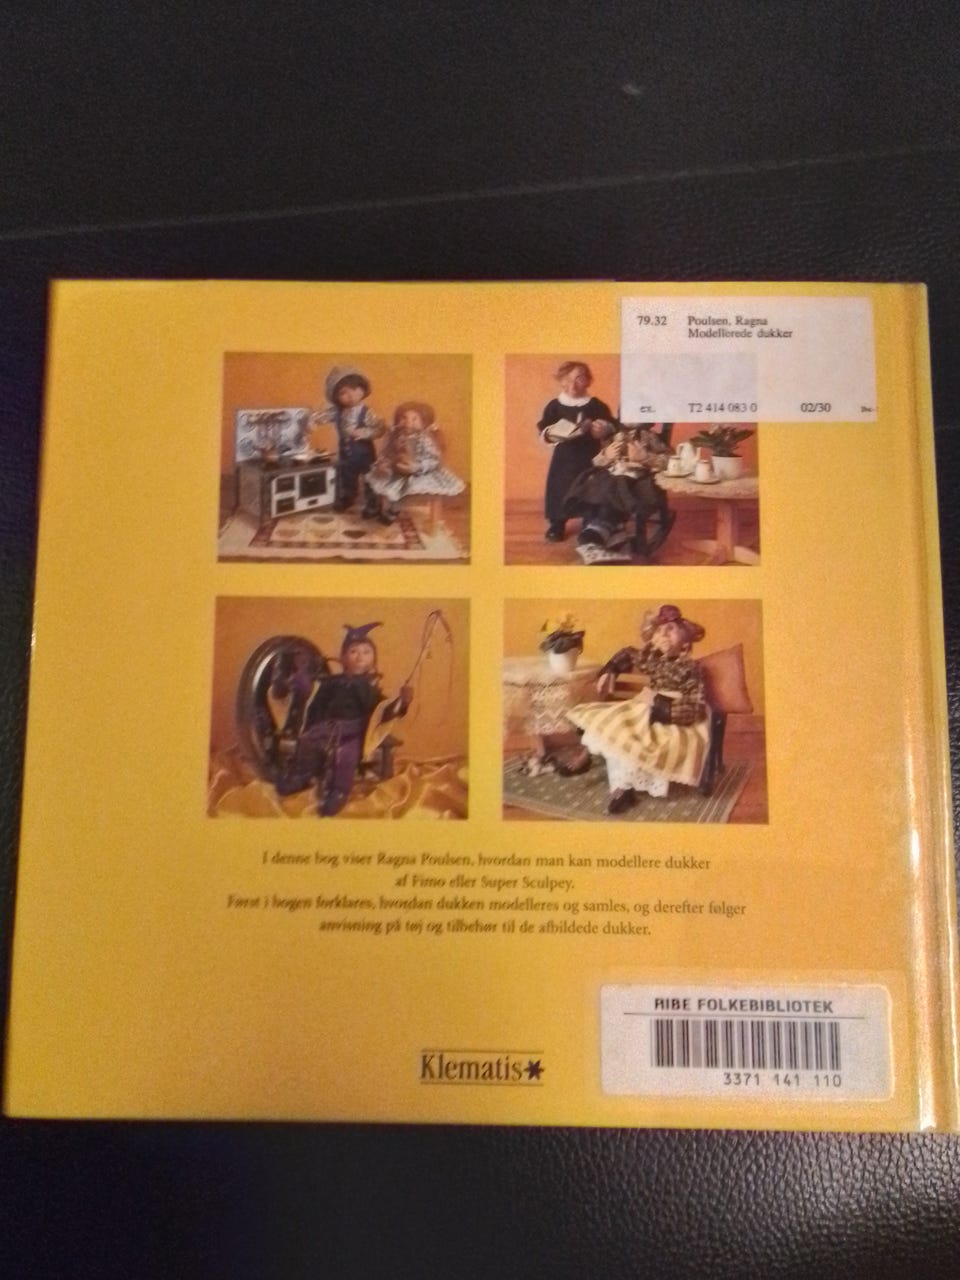 79.32 Poulsen, Ragna
Modellerede dukker
ex. T2 414 083 0 02/30
I denne bog viser Ragna Poulsen, hvordan man kan modellere dukker
af Fimo eller Super Sculpey.
Først i bogen forklares, hvordan dukken modelleres og samles, og derefter følger
anvisning på tøj og tilbehør til de afbildede dukker.
Klematis
RIBE FOLKEBIBLIOTEK
3371 141 110